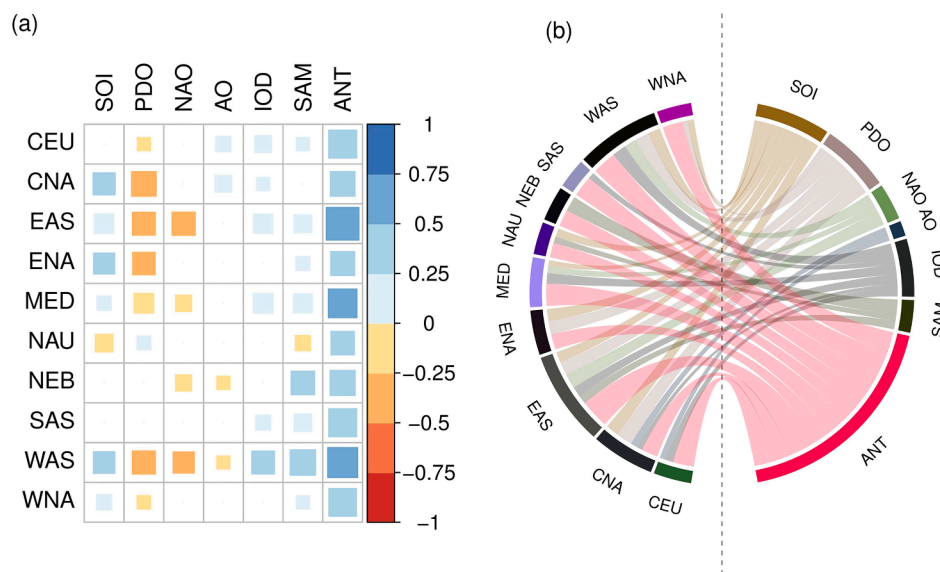 (a)
SOI PDO NAO AO IOD SAM ANT
CEU
CNA
EAS
ENA
MED
NAU
NEB
SAS
WAS
WNA
1
0.75
0.5
0.25
0
−0.25
−0.5
−0.75
−1
(b)
WNA
WAS
SAS
NEB
NAU
MED
ENA
EAS
CNA
CEU
SOI
PDO
NAO
AO
IOD
SAM
ANT